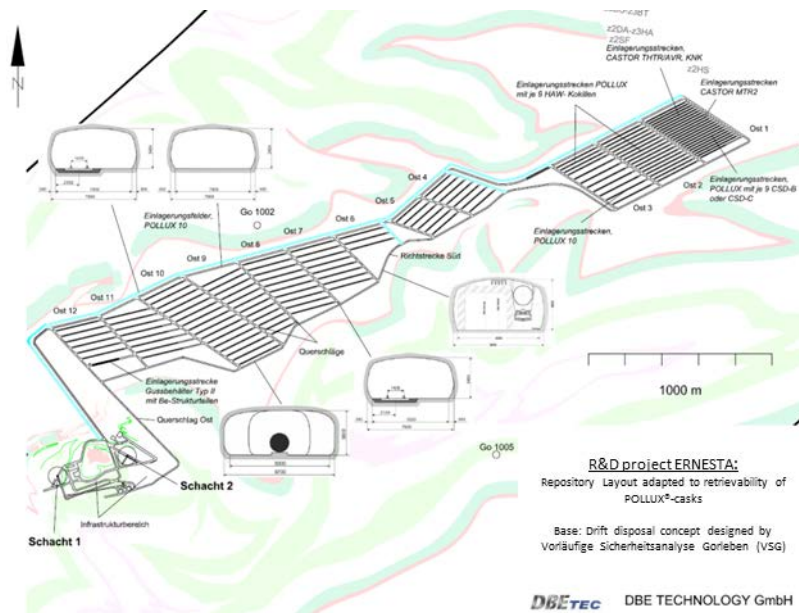 z2DA-z3HA
z2SF
z2HS
Einlagerungsstrecken,
CASTOR THTR/AVR, KNK
Einlagerungsstrecken POLLUX
mit je 9 HAW- Kokillen
Einlagerungsstrecken
CASTOR MTR2
Ost 1
Einlagerungsstrecken,
POLLUX mit je 9 CSD-B
oder CSD-C
Ost 2
Ost 3
Einlagerungsstrecken,
POLLUX 10
N
Ost 4
Ost 5
Ost 6
Ost 7
Ost 8
Ost 9
Ost 10
Ost 11
Ost 12
Einlagerungsfelder,
POLLUX 10
Go 1002
Richtstrecke Süd
Querschläge
Einlagerungsstrecke
Gussbehälter Typ II
mit Be-Strukturteilen
Querschlag Ost
Schacht 2
Infrastrukturbereich
Schacht 1
Go 1005
1000 m
R&D project ERNESTA:
Repository Layout adapted to retrievability of
POLLUX®-casks
Base: Drift disposal concept designed by
Vorläufige Sicherheitsanalyse Gorleben (VSG)
DBETEC DBE TECHNOLOGY GmbH